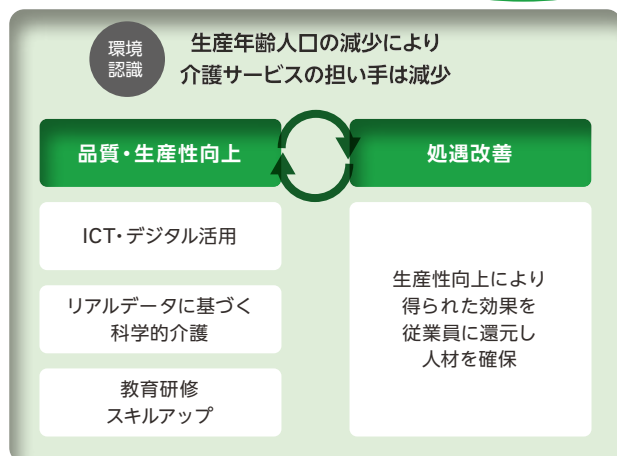 環境
認識
生産年齢人口の減少により
介護サービスの担い手は減少
品質・生産性向上
処遇改善
ICT・デジタル活用
リアルデータに基づく
科学的介護
教育研修
スキルアップ
生産性向上により
得られた効果を
従業員に還元し
人材を確保